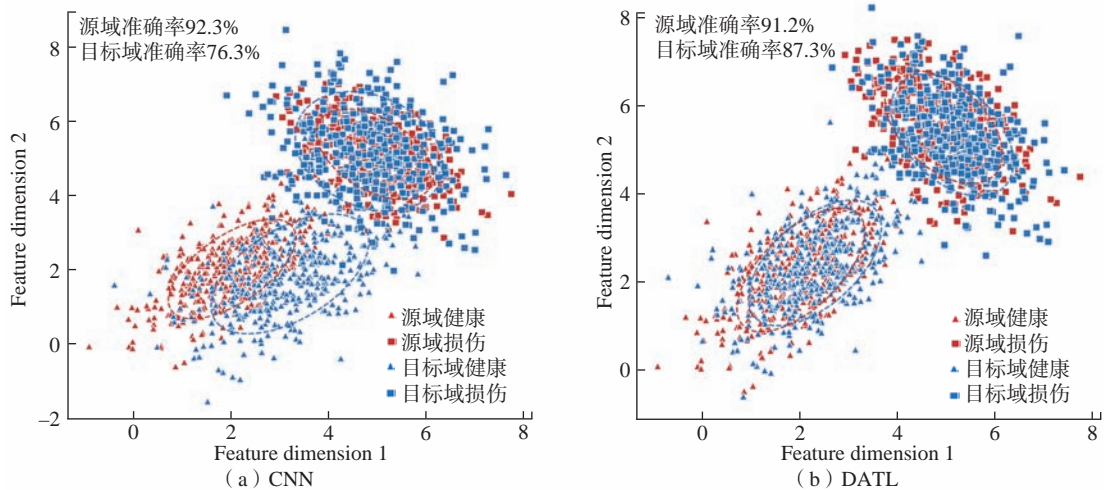 源域准确率92.3%
目标域准确率76.3%
8
6
4
2
0
−2
Feature dimension 2
源域健康
源域损伤
目标域健康
目标域损伤
0
2
4
6
8
Feature dimension 1
（a）CNN
源域准确率91.2%
目标域准确率87.3%
8
6
4
2
0
Feature dimension 2
源域健康
源域损伤
目标域健康
目标域损伤
0
2
4
6
8
Feature dimension 1
（b）DATL